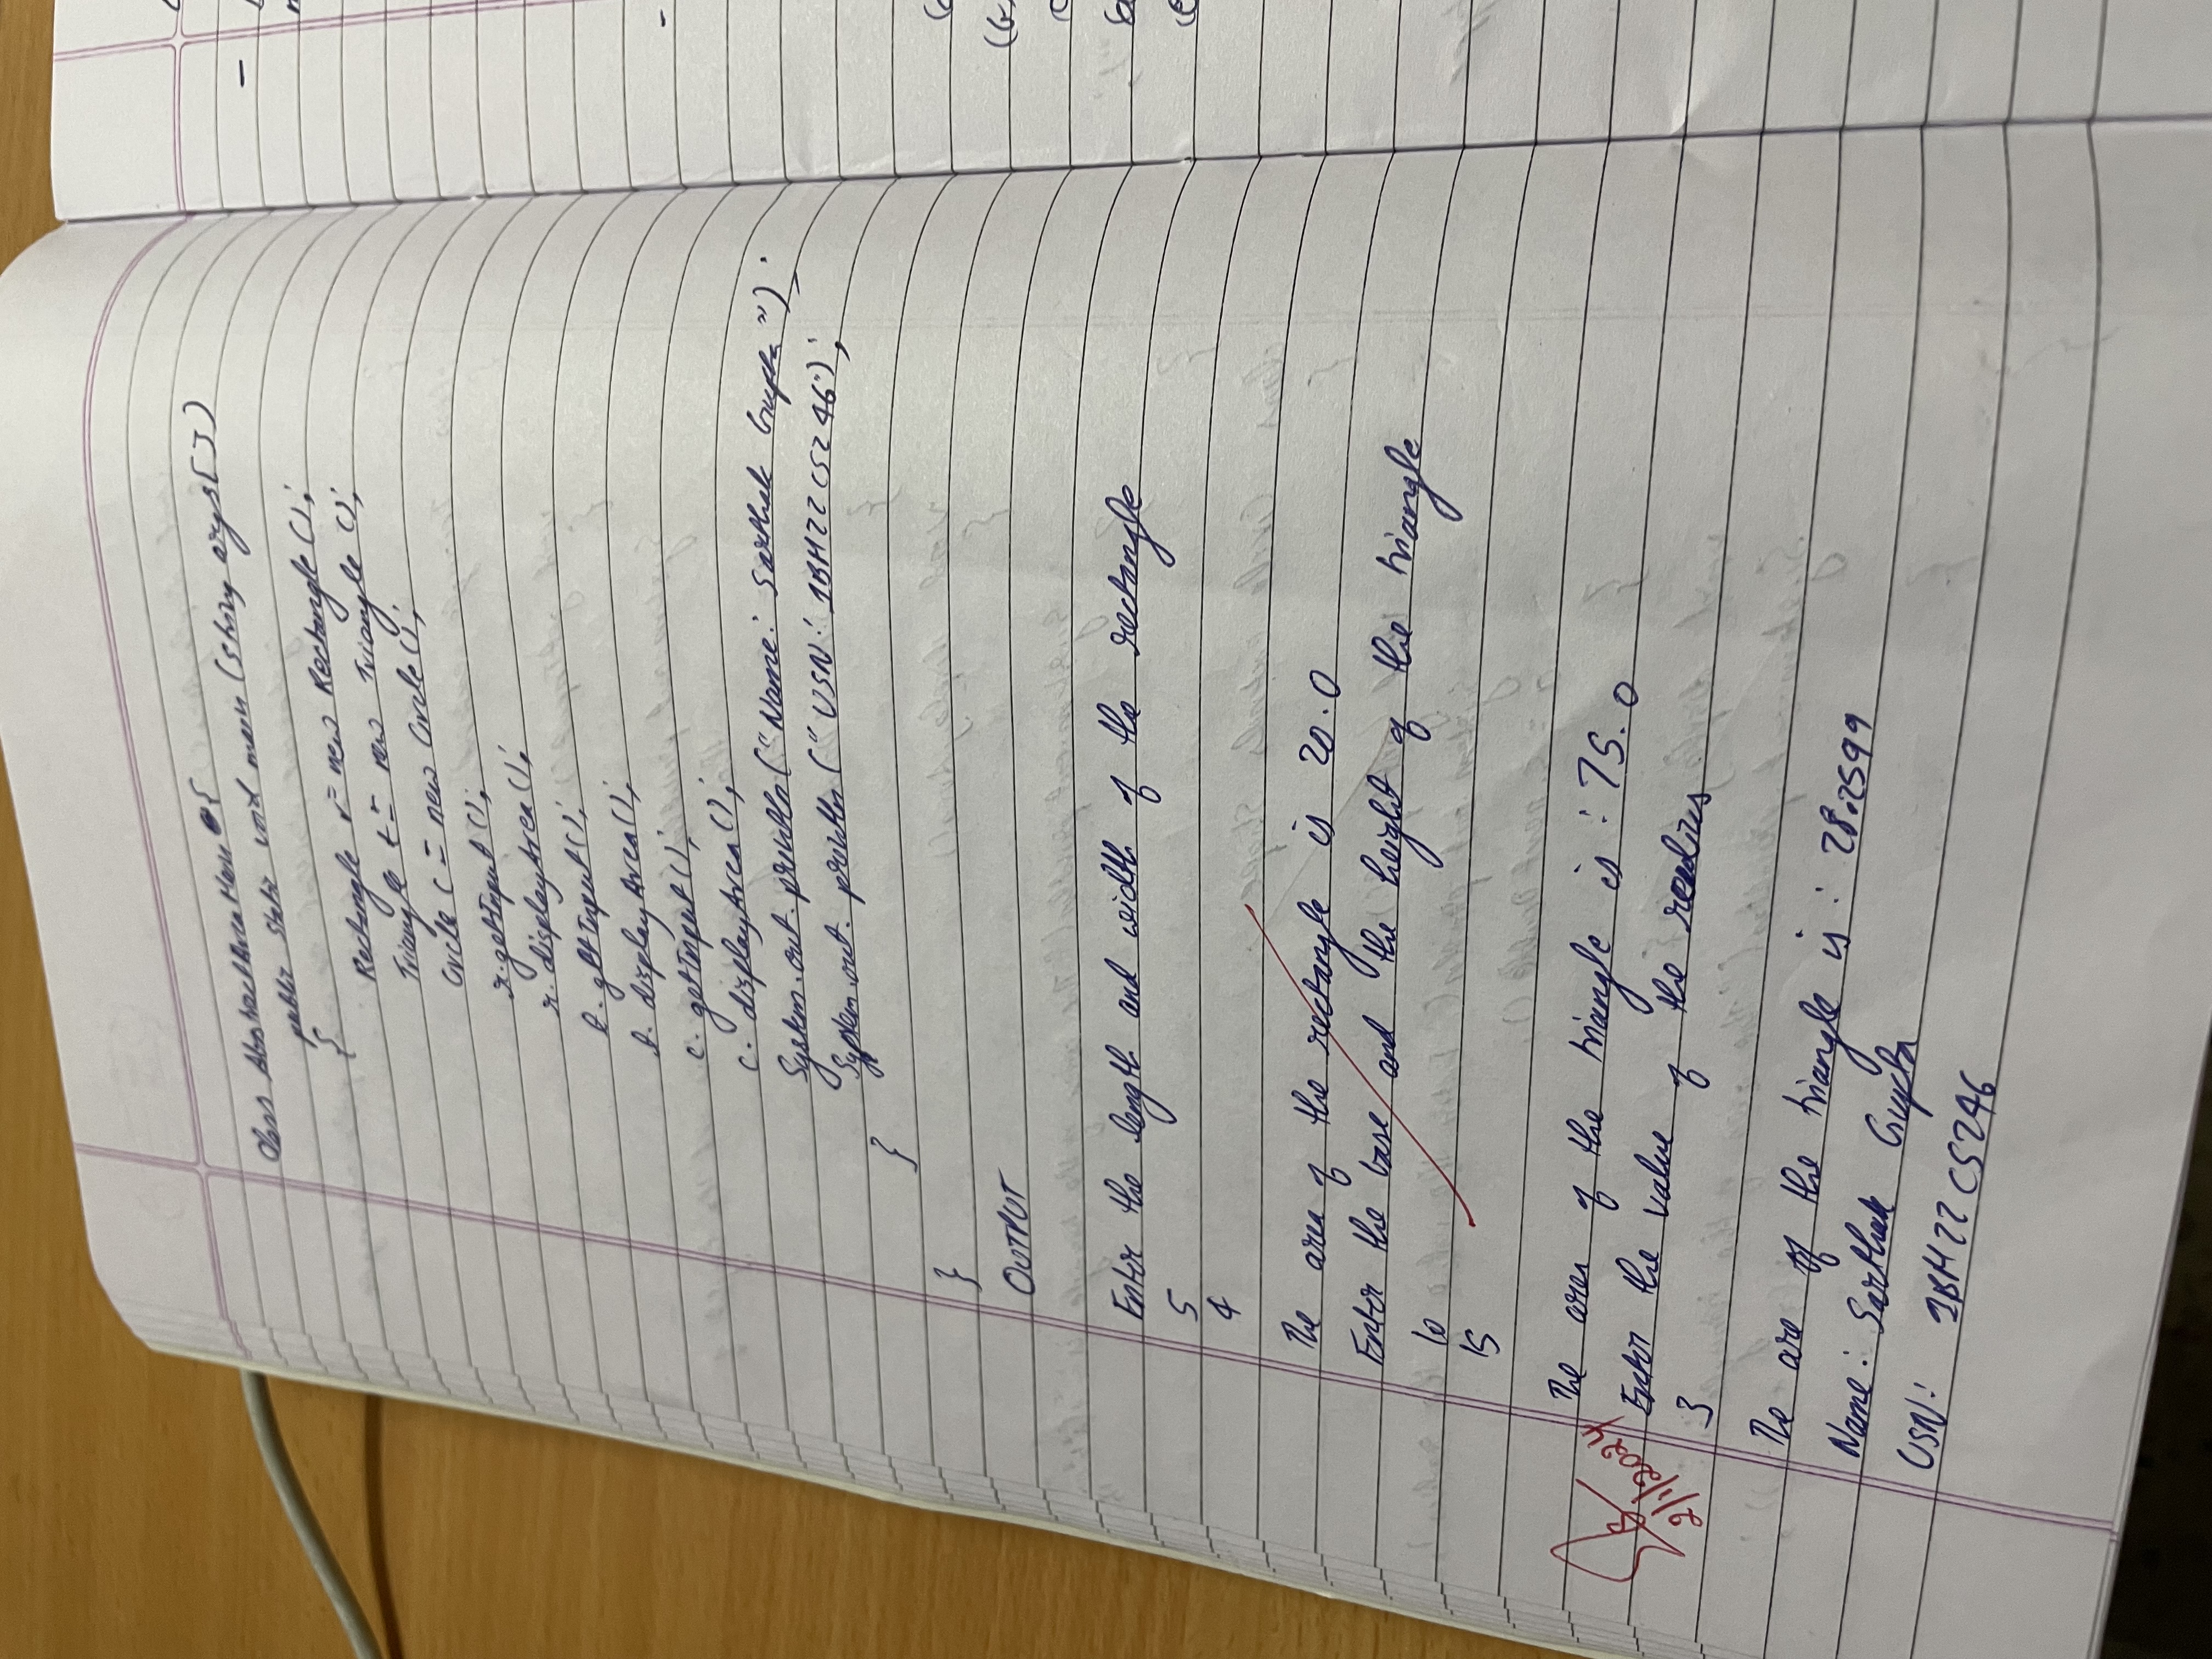 class AbstractAreaMain {
public static void main (String args[])
{
Rectangle r = new Rectangle ();
Triangle t = new Triangle ();
Circle c = new Circle ();
r.getInput ();
r.displayArea ();
t.getInput ();
t.displayArea ();
c.getInput ();
c.displayArea ();
System.out.println ("Name: Sarthak Gupta");
System.out.println ("USN: 1BM22CS246");
}
}
OUTPUT
Enter the length and width of the rectangle
5
4
The area of the rectangle is 20.0
Enter the base and the height of the triangle
10
15
The area of the triangle is : 75.0
Enter the value of the readius
3
The are of the triangle is : 28.2599
Name: Sarthak Gupta
USN: 1BM22CS246
2/1/2024